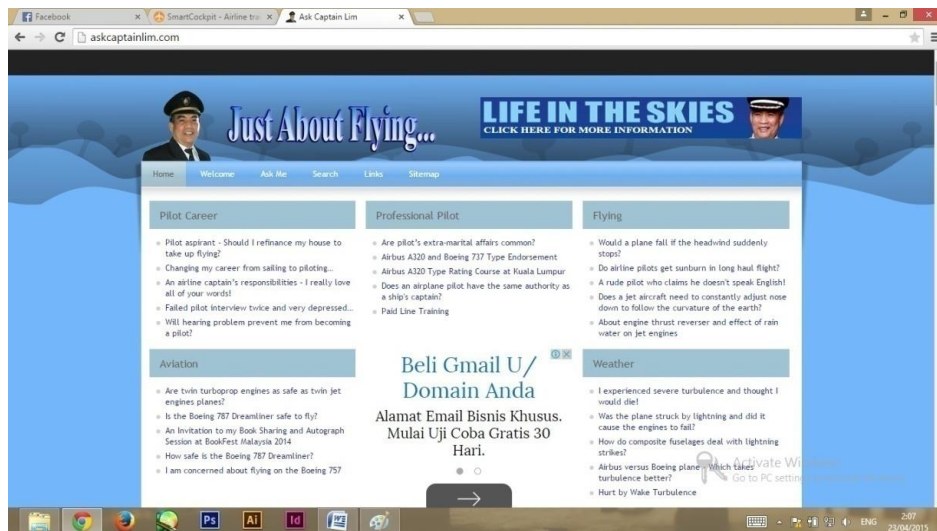 Facebook
SmartCockpit - Airline tra
Ask Captain Lim
askcaptainlim.com
Just About Flying...
LIFE IN THE SKIES
CLICK HERE FOR MORE INFORMATION
Home Welcome Ask Me Search Links Sitemap
Pilot Career
Pilot aspirant - Should I refinance my house to
take up flying?
Changing my career from sailing to piloting...
An airline captain's responsibilities - I really love
all of your words!
Failed pilot interview twice and very depressed...
Will hearing problem prevent me from becoming
a pilot?
Professional Pilot
Are pilot's extra-marital affairs common?
Airbus A320 and Boeing 737 Type Endorsement
Airbus A320 Type Rating Course at Kuala Lumpur
Does an airplane pilot have the same authority as
a ship's captain?
Paid Line Training
Flying
Would a plane fall if the headwind suddenly
stops?
Do airline pilots get sunburn in long haul flight?
A rude pilot who claims he doesn't speak English!
Does a jet aircraft need to constantly adjust nose
down to follow the curvature of the earth?
About engine thrust reverser and effect of rain
water on jet engines
Aviation
Are twin turboprop engines as safe as twin jet
engines planes?
Is the Boeing 787 Dreamliner safe to fly?
An Invitation to my Book Sharing and Autograph
Session at BookFest Malaysia 2014
How safe is the Boeing 787 Dreamliner?
I am concerned about flying on the Boeing 757
Beli Gmail U/
Domain Anda
Alamat Email Bisnis Khusus.
Mulai Uji Coba Gratis 30
Hari.
Weather
I experienced severe turbulence and thought I
would die!
Was the plane struck by lightning and did it
cause the engines to fail?
How do composite fuselages deal with lightning
strikes?
Airbus versus Boeing plane - Which takes
turbulence better?
Hurt by Wake Turbulence
Activate
Go to PC
Ps Ai Id
ENG
2:07
23/04/2015